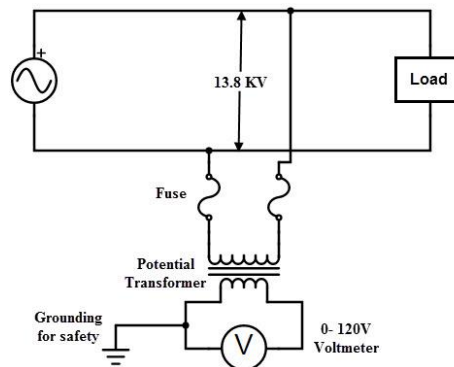 +
13.8 KV
Load
Fuse
Potential
Transformer
Grounding
for safety
V
0- 120V
Voltmeter